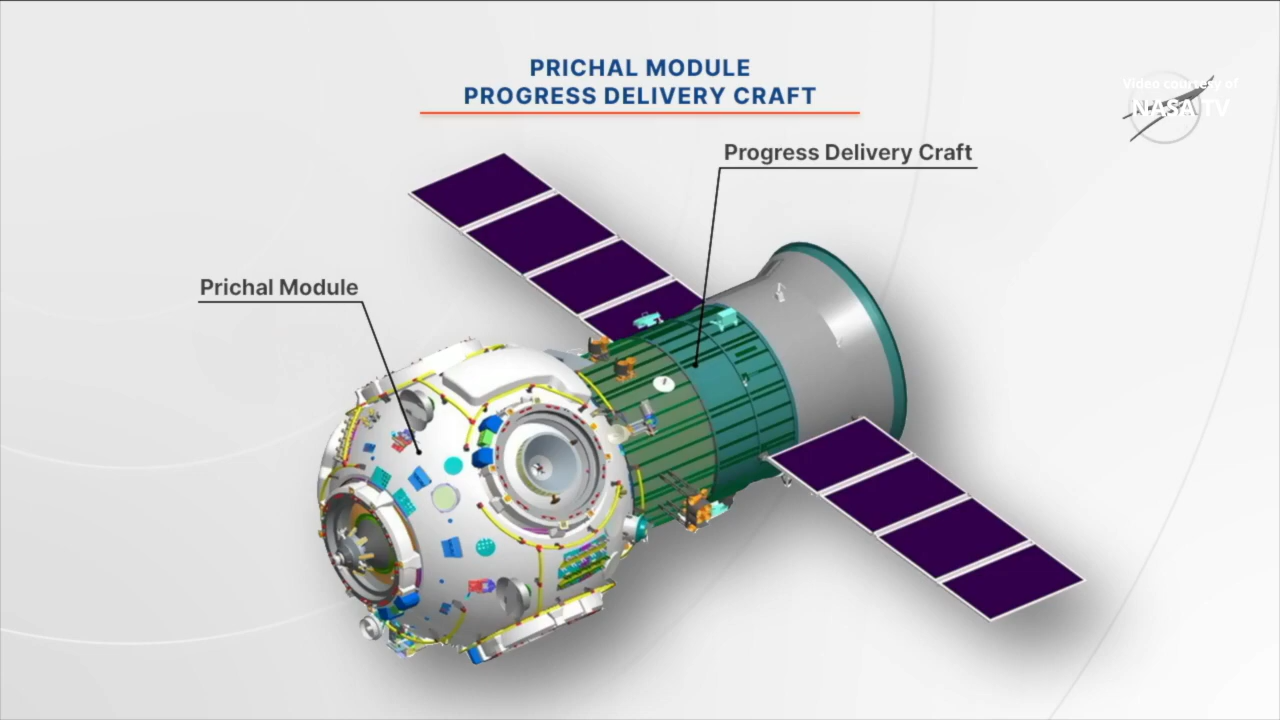 PRICHAL MODULE
PROGRESS DELIVERY CRAFT
Video courtesy of
NASA TV
Progress Delivery Craft
Prichal Module